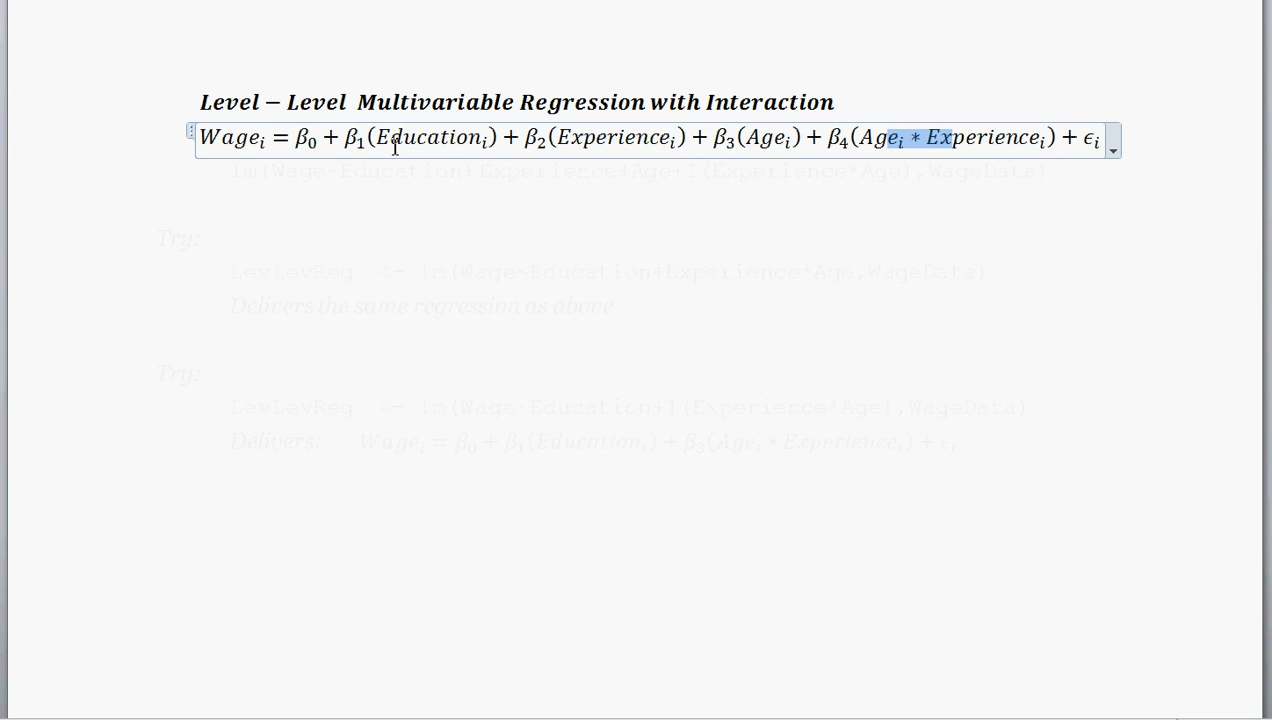 Level − Level Multivariable Regression with Interaction
Wageᵢ = β₀ + β₁(Educationᵢ) + β₂(Experienceᵢ) + β₃(Ageᵢ) + β₄(Ageᵢ * Experienceᵢ) + ϵᵢ
lm(Wage~Education+Experience+Age+I(Experience*Age),WageData)
Try:
LevLevReg <- lm(Wage~Education+Experience*Age,WageData)
Delivers the same regression as above
Try:
LevLevReg <- lm(Wage~Education+I(Experience*Age),WageData)
Delivers: Wageᵢ = β₀ + β₁(Educationᵢ) + β₃(Ageᵢ * Experienceᵢ) + ϵᵢ